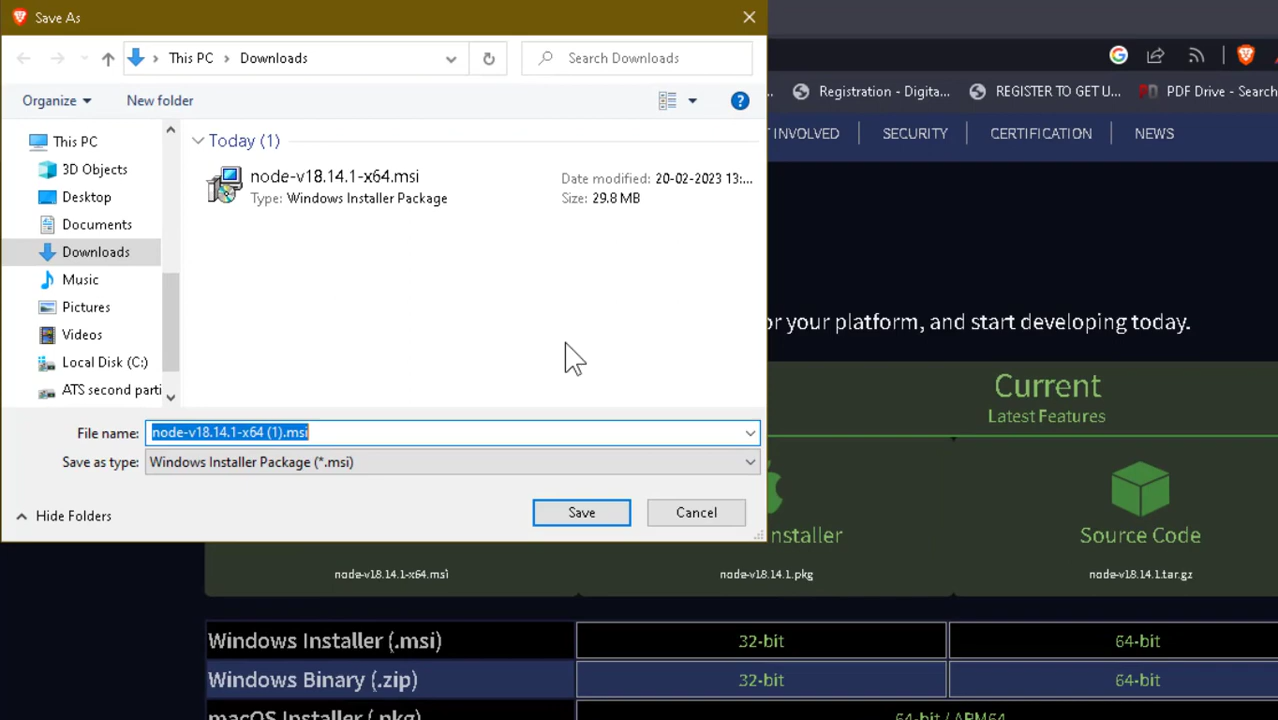 Save As
This PC > Downloads
Search Downloads
Organize
New folder
This PC
3D Objects
Desktop
Documents
Downloads
Music
Pictures
Videos
Local Disk (C:)
ATS second parti
Today (1)
node-v18.14.1-x64.msi
Type: Windows Installer Package
Date modified: 20-02-2023 13:...
Size: 29.8 MB
File name: node-v18.14.1-x64 (1).msi
Save as type: Windows Installer Package (*.msi)
Hide Folders
Save
Cancel
Registration - Digita...
REGISTER TO GET U...
PDF Drive - Search
INVOLVED
SECURITY
CERTIFICATION
NEWS
or your platform, and start developing today.
Current
Latest Features
nstaller
Source Code
node-v18.14.1-x64.msi
node-v18.14.1.pkg
node-v18.14.1.tar.gz
Windows Installer (.msi)
32-bit
64-bit
Windows Binary (.zip)
32-bit
64-bit
macOS Installer (.pkg)
64-bit / ARM64